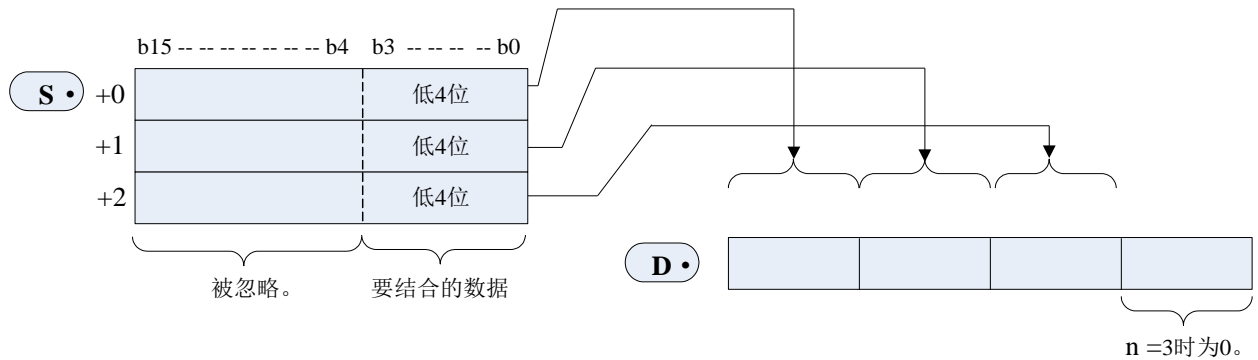 b15 -- -- -- -- -- -- -- b4 b3 -- -- -- -- b0
S • +0 低4位
+1 低4位
+2 低4位
被忽略。 要结合的数据
D •
n =3时为0。